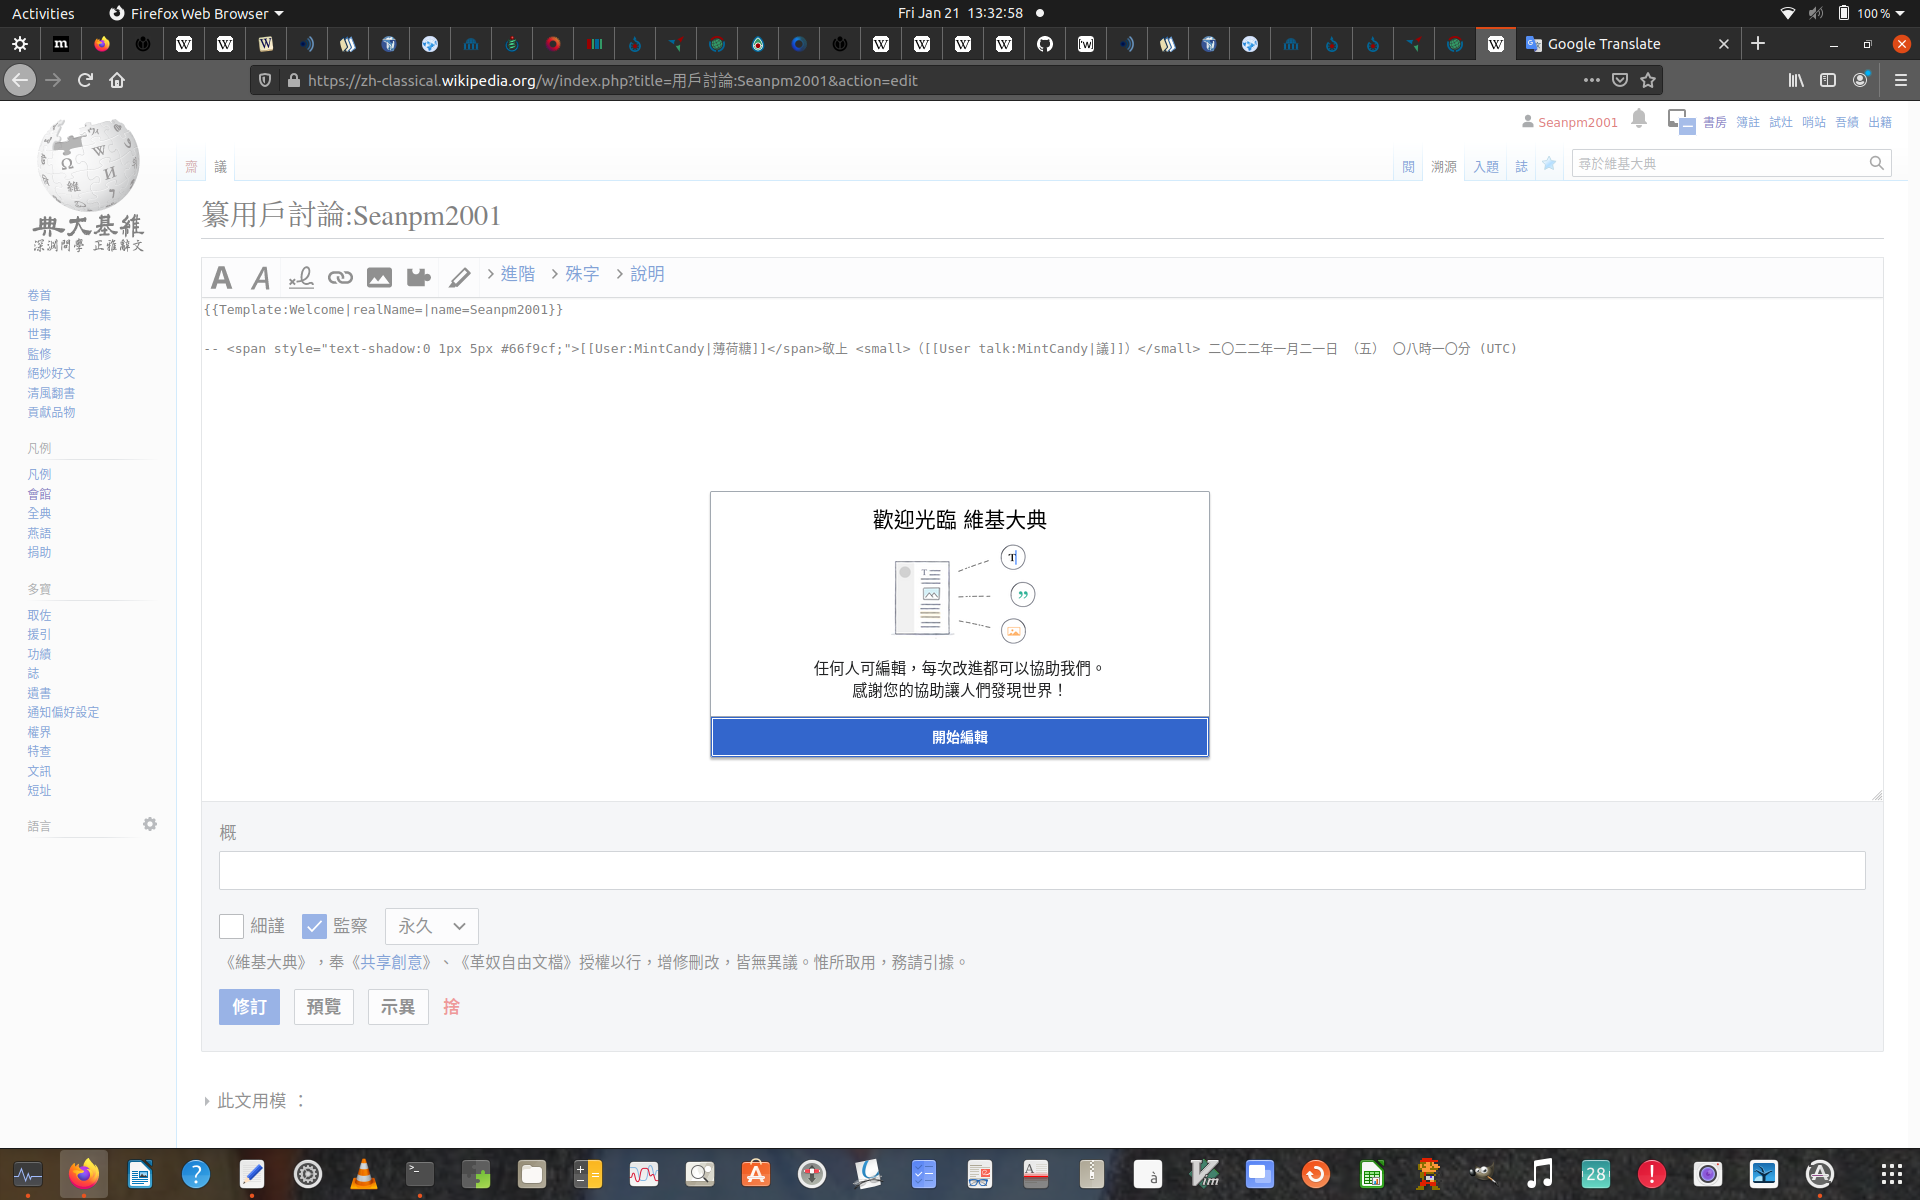 Activities
Firefox Web Browser
Fri Jan 21 13:32:58
100 %
Google Translate
https://zh-classical.wikipedia.org/w/index.php?title=用戶討論:Seanpm2001&action=edit
Seanpm2001
書房
簿註
試灶
哨站
吾績
出籍
齋
議
閱
溯源
入題
誌
尋於維基大典
典大基維
深渊問學 正雅辭文
纂用戶討論:Seanpm2001
進階
殊字
說明
{{Template:Welcome|realName=|name=Seanpm2001}}
-- <span style="text-shadow:0 1px 5px #66f9cf;">[[User:MintCandy|薄荷糖]]</span>敬上 <small>（[[User talk:MintCandy|議]]）</small> 二〇二二年一月二一日 （五） 〇八時一〇分 (UTC)
卷首
市集
世事
監修
絕妙好文
清風翻書
貢獻品物
凡例
凡例
會館
全典
燕語
捐助
多寶
取佐
援引
功績
誌
遺書
通知偏好設定
權界
特查
文訊
短址
語言
歡迎光臨 維基大典
任何人可編輯，每次改進都可以協助我們。
感謝您的協助讓人們發現世界！
開始編輯
概
細謹
監察
永久
《維基大典》，奉《共享創意》、《革奴自由文檔》授權以行，增修刪改，皆無異議。惟所取用，務請引據。
修訂
預覽
示異
捨
此文用模 ：
28